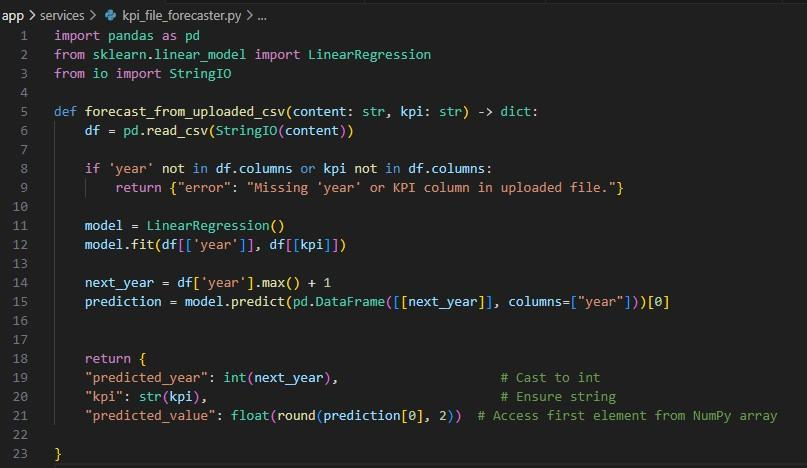 app > services > kpi_file_forecaster.py > ...
1 import pandas as pd
2 from sklearn.linear_model import LinearRegression
3 from io import StringIO
4
5 def forecast_from_uploaded_csv(content: str, kpi: str) -> dict:
6     df = pd.read_csv(StringIO(content))
7
8     if 'year' not in df.columns or kpi not in df.columns:
9         return {"error": "Missing 'year' or KPI column in uploaded file."}
10
11     model = LinearRegression()
12     model.fit(df[['year']], df[[kpi]])
13
14     next_year = df['year'].max() + 1
15     prediction = model.predict(pd.DataFrame([[next_year]], columns=["year"]))[0]
16
17
18     return {
19     "predicted_year": int(next_year),                     # Cast to int
20     "kpi": str(kpi),                                      # Ensure string
21     "predicted_value": float(round(prediction[0], 2))  # Access first element from NumPy array
22
23 }